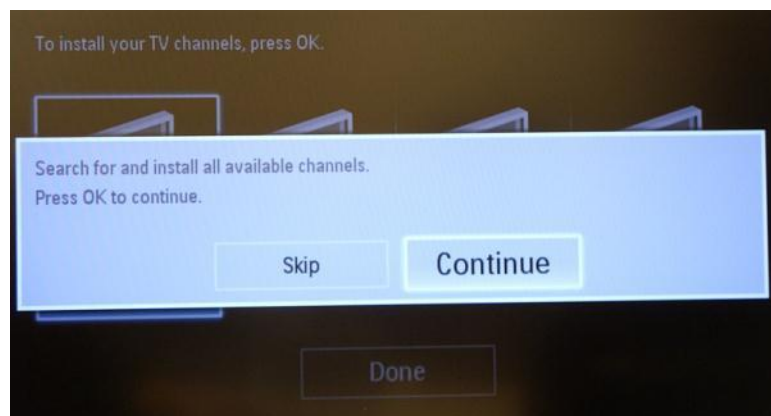 To install your TV channels, press OK.
Search for and install all available channels.
Press OK to continue.
Skip
Continue
Done